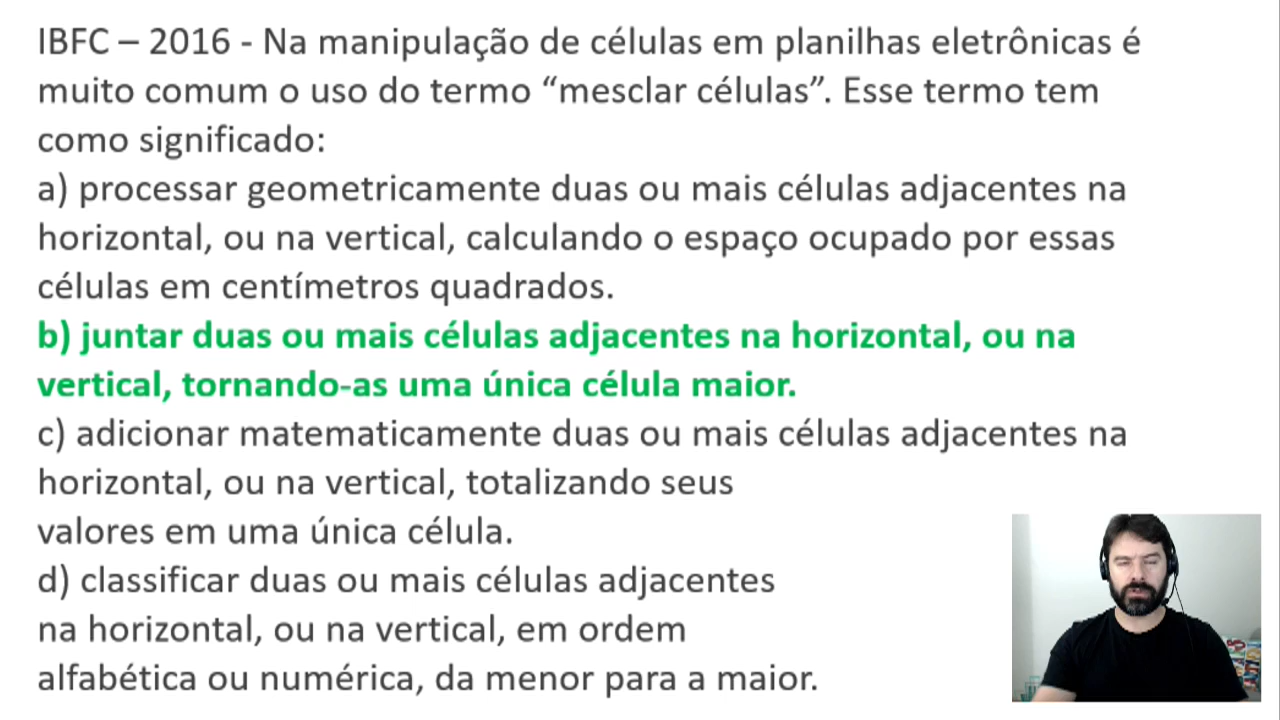 IBFC – 2016 - Na manipulação de células em planilhas eletrônicas é
muito comum o uso do termo “mesclar células”. Esse termo tem
como significado:
a) processar geometricamente duas ou mais células adjacentes na
horizontal, ou na vertical, calculando o espaço ocupado por essas
células em centímetros quadrados.
b) juntar duas ou mais células adjacentes na horizontal, ou na
vertical, tornando-as uma única célula maior.
c) adicionar matematicamente duas ou mais células adjacentes na
horizontal, ou na vertical, totalizando seus
valores em uma única célula.
d) classificar duas ou mais células adjacentes
na horizontal, ou na vertical, em ordem
alfabética ou numérica, da menor para a maior.